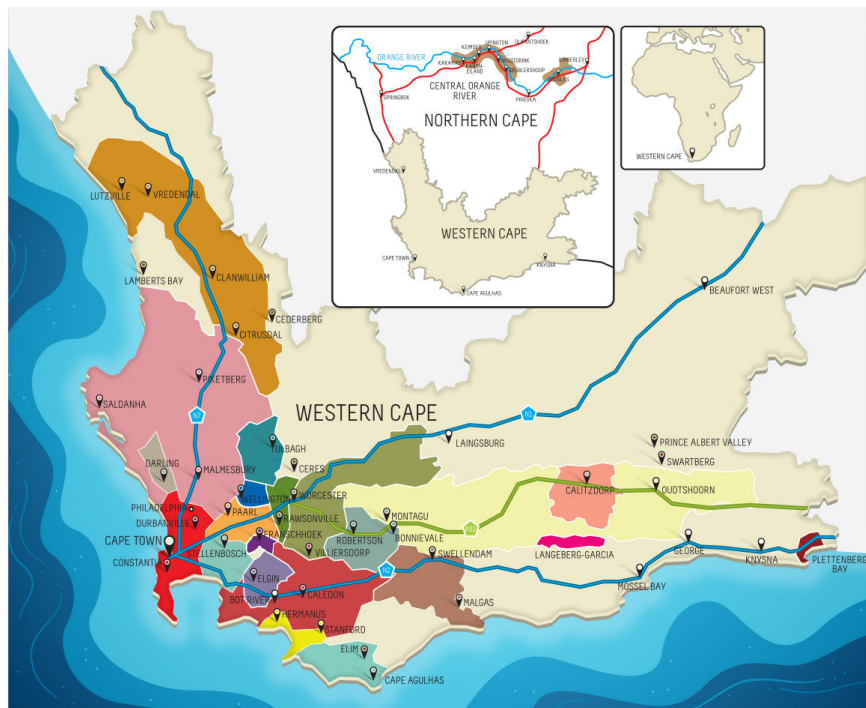 KEIMOES
UPINGTON
OLIFANTSHOEK
ORANGE RIVER
KAKAMAS
EILAND
GROOTDRINK
GROBLERSHOOP
KIMBERLEY
DOUGLAS
CENTRAL ORANGE
RIVER
SPRINGBOK
PRIESKA
NORTHERN CAPE
VREDENDAL
WESTERN CAPE
CAPE TOWN
KNYSNA
CAPE AGULHAS
WESTERN CAPE
LUTZVILLE
VREDENDAL
LAMBERTS BAY
CLANWILLIAM
BEAUFORT WEST
CEDERBERG
CITRUSDAL
PIKETBERG
SALDANHA
N7
WESTERN CAPE
N1
LAINGSBURG
TULBAGH
PRINCE ALBERT VALLEY
CERES
SWARTBERG
DARLING
MALMESBURY
CALITZDORP
OUDTSHOORN
WELLINGTON
WORCESTER
PHILADELPHIA
PAARL
MONTAGU
DURBANVILLE
RAWSONVILLE
R62
BONNIEVALE
CAPE TOWN
FRANSCHHOEK
ROBERTSON
STELLENBOSCH
VILLIERSDORP
SWELLENDAM
LANGEBERG-GARCIA
GEORGE
KNYSNA
PLETTENBERG
BAY
CONSTANTIA
N2
ELGIN
MOSSEL BAY
BOT RIVER
CALEDON
MALGAS
HERMANUS
STANFORD
ELIM
CAPE AGULHAS